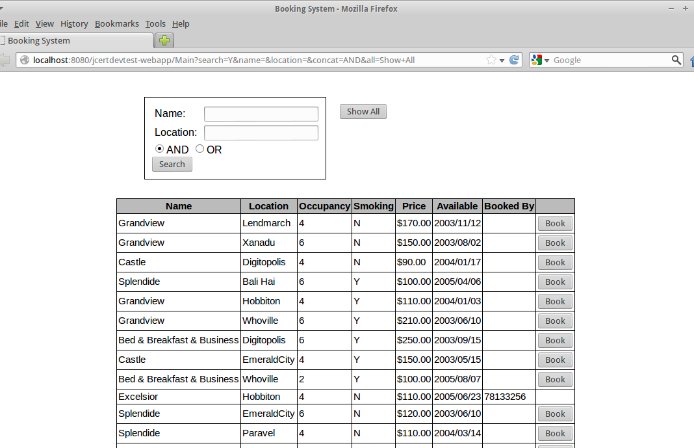 Booking System - Mozilla Firefox
ile Edit View History Bookmarks Tools Help
Booking System
localhost:8080/jcertdevtest-webapp/Main?search=Y&name=&location=&concat=AND&all=Show+All
Google
Name:
Show All
Location:
AND OR
Search
Name Location Occupancy Smoking Price Available Booked By
Grandview Lendmarch 4 N $170.00 2003/11/12 Book
Grandview Xanadu 6 N $150.00 2003/08/02 Book
Castle Digitopolis 4 N $90.00 2004/01/17 Book
Splendide Bali Hai 6 Y $100.00 2005/04/06 Book
Grandview Hobbiton 4 Y $110.00 2004/01/03 Book
Grandview Whoville 6 Y $210.00 2003/06/10 Book
Bed & Breakfast & Business Digitopolis 6 Y $250.00 2003/09/15 Book
Castle EmeraldCity 4 Y $150.00 2003/05/15 Book
Bed & Breakfast & Business Whoville 2 Y $100.00 2005/08/07 Book
Excelsior Hobbiton 4 N $110.00 2005/06/23 78133256
Splendide EmeraldCity 6 N $120.00 2003/06/10 Book
Splendide Paravel 4 N $110.00 2004/03/14 Book